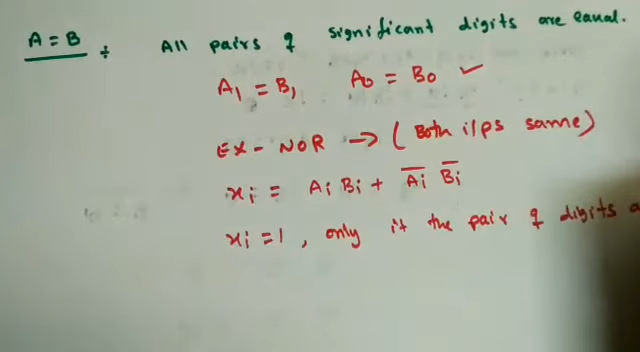 A = B : All pairs of significant digits are equal.
A1 = B1 A0 = B0 ✓
EX - NOR → ( Both i/ps same )
xi = Ai Bi + A̅i̅ B̅i̅
xi = 1 , only if the pair of digits